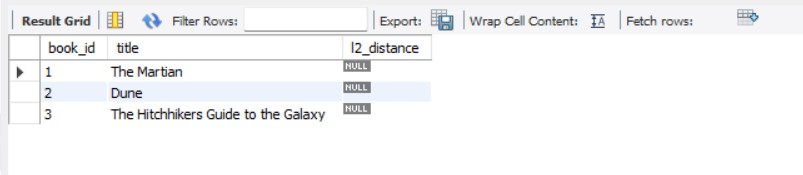 Result Grid Filter Rows: Export: Wrap Cell Content: IA Fetch rows:
book_id title l2_distance
1 The Martian NULL
2 Dune NULL
3 The Hitchhikers Guide to the Galaxy NULL